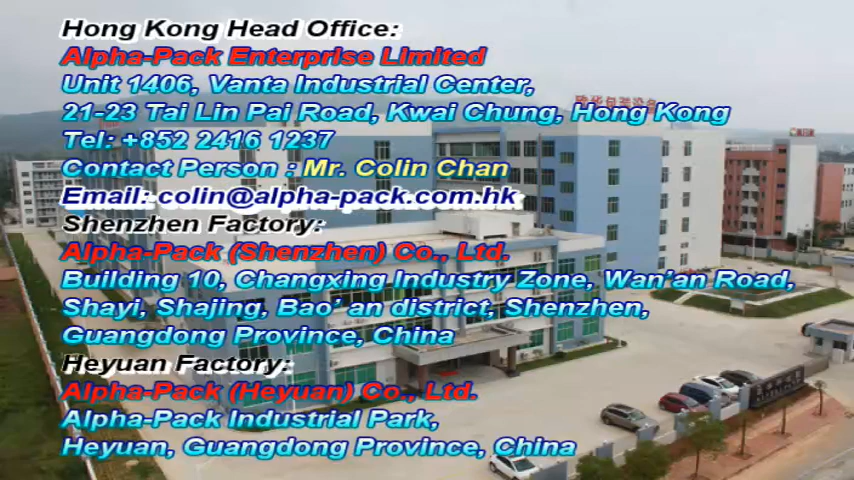 Hong Kong Head Office:
Alpha-Pack Enterprise Limited
Unit 1406, Vanta Industrial Center,
21-23 Tai Lin Pai Road, Kwai Chung, Hong Kong
Tel: +852 2416 1237
Contact Person : Mr. Colin Chan
Email: colin@alpha-pack.com.hk
Shenzhen Factory:
Alpha-Pack (Shenzhen) Co., Ltd.
Building 10, Changxing Industry Zone, Wan'an Road,
Shayi, Shajing, Bao' an district, Shenzhen,
Guangdong Province, China
Heyuan Factory:
Alpha-Pack (Heyuan) Co., Ltd.
Alpha-Pack Industrial Park,
Heyuan, Guangdong Province, China